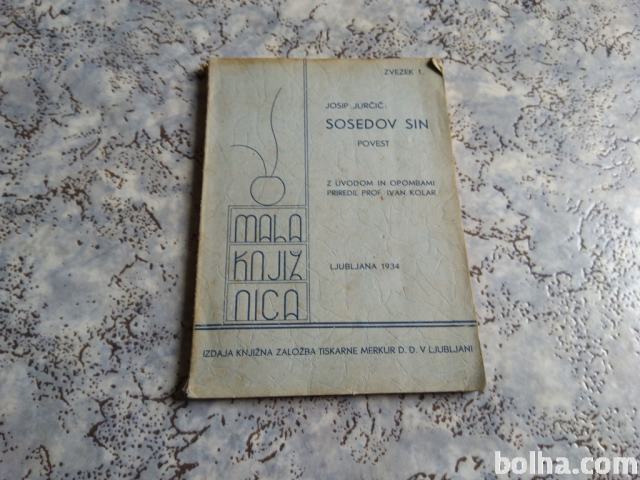 ZVEZEK 1.
JOSIP JURČIČ:
SOSEDOV SIN
POVEST
Z UVODOM IN OPOMBAMI
PRIREDIL PROF. IVAN KOLAR
MALA
KNJIŽ
NICA
LJUBLJANA 1934
IZDAJA KNJIŽNA ZALOŽBA TISKARNE MERKUR D. D. V LJUBLJANI
bolha.com